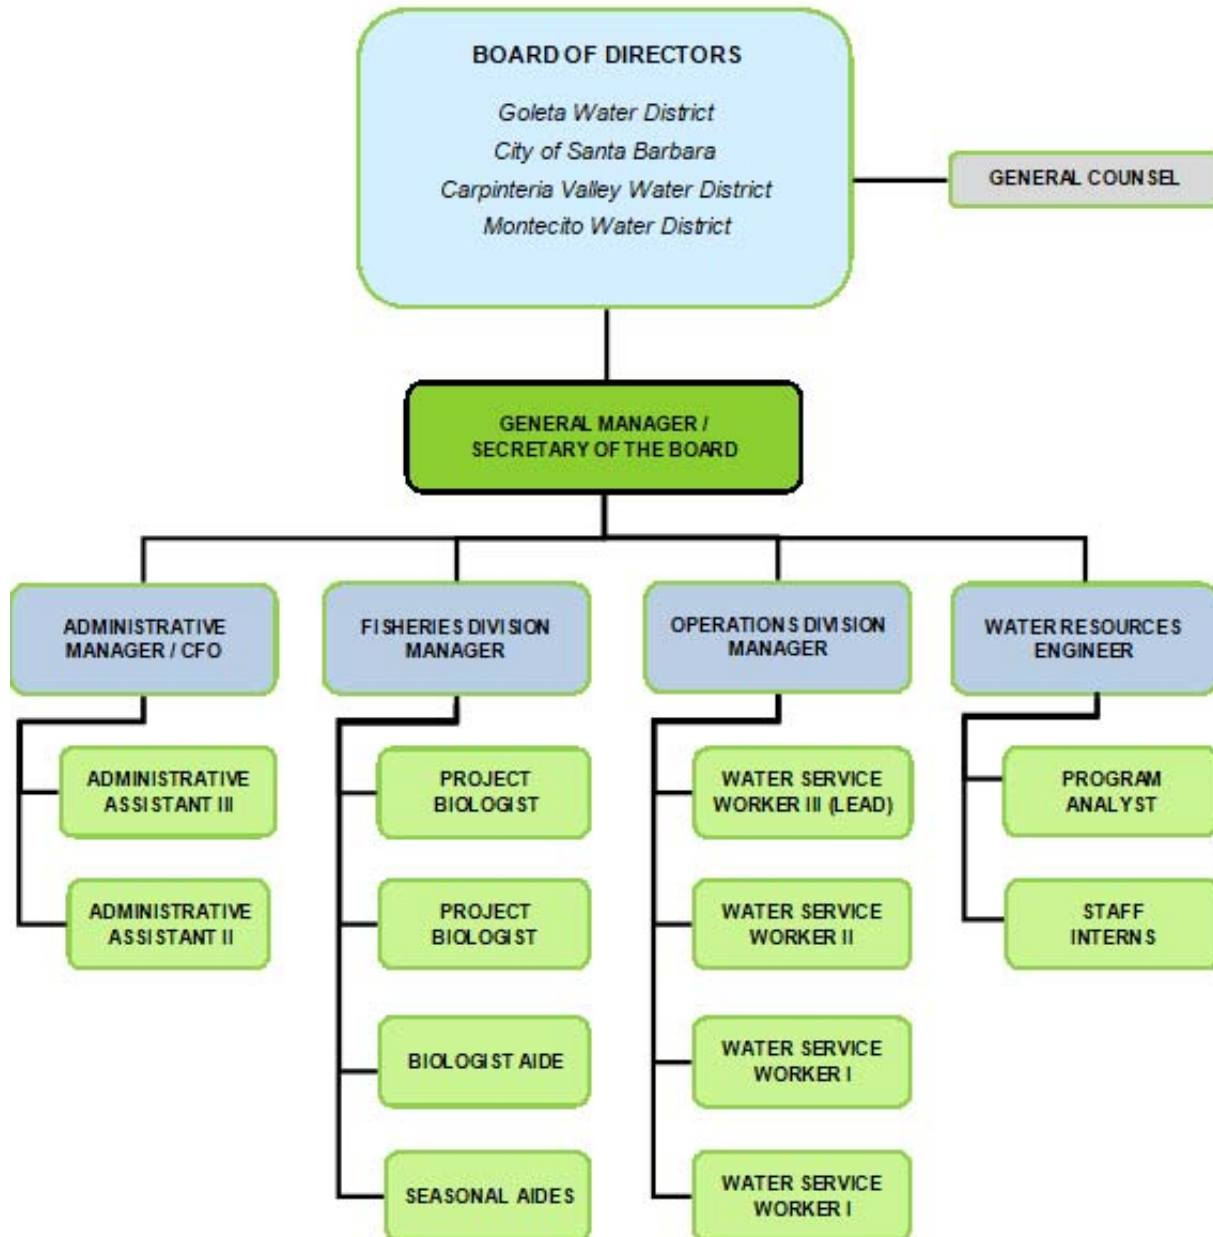 BOARD OF DIRECTORS
Goleta Water District
City of Santa Barbara
Carpinteria Valley Water District
Montecito Water District
GENERAL COUNSEL
GENERAL MANAGER /
SECRETARY OF THE BOARD
ADMINISTRATIVE
MANAGER / CFO
FISHERIES DIVISION
MANAGER
OPERATIONS DIVISION
MANAGER
WATER RESOURCES
ENGINEER
ADMINISTRATIVE
ASSISTANT III
PROJECT
BIOLOGIST
WATER SERVICE
WORKER III (LEAD)
PROGRAM
ANALYST
ADMINISTRATIVE
ASSISTANT II
PROJECT
BIOLOGIST
WATER SERVICE
WORKER II
STAFF
INTERNS
BIOLOGIST AIDE
WATER SERVICE
WORKER I
SEASONAL AIDES
WATER SERVICE
WORKER I